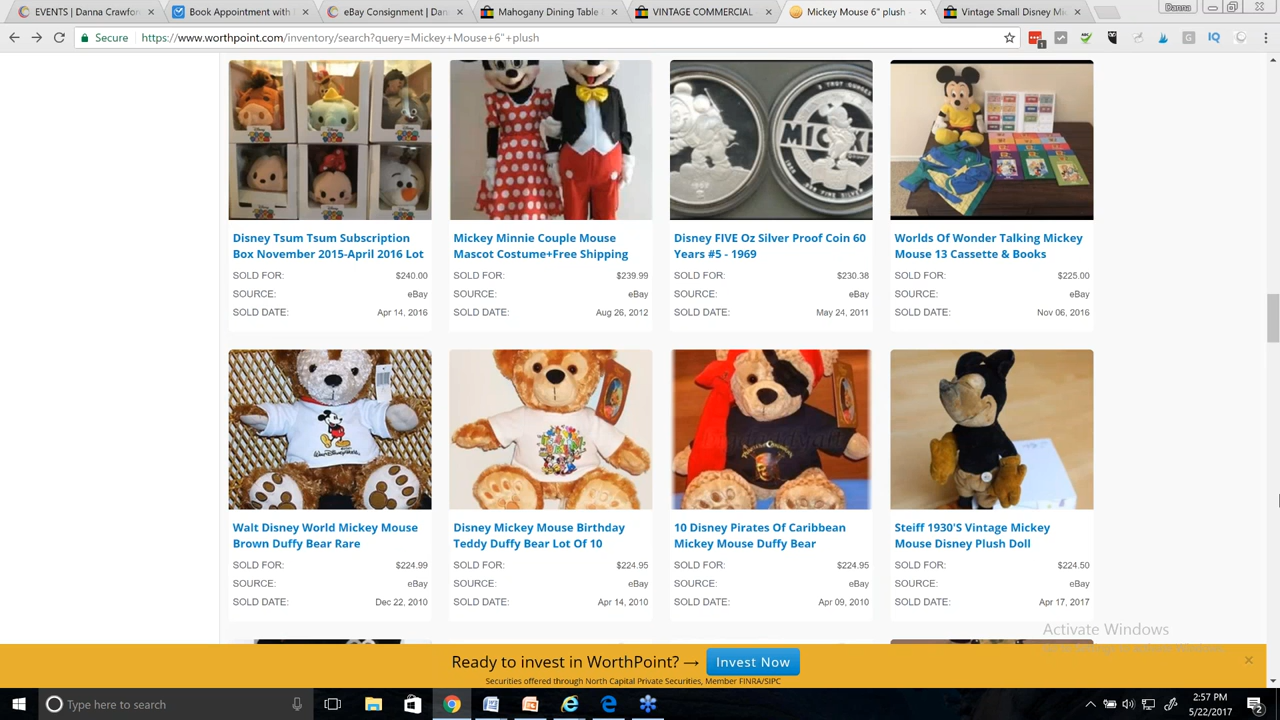 EVENTS | Danna Crawfor
Book Appointment with
eBay Consignment | Dan
Mahogany Dining Table
VINTAGE COMMERCIAL
Mickey Mouse 6" plush -
Vintage Small Disney Mi
Danna
Secure
https://www.worthpoint.com/inventory/search?query=Mickey+Mouse+6"+plush
1
IQ
MICKE
Disney Tsum Tsum Subscription
Box November 2015-April 2016 Lot
SOLD FOR: $240.00
SOURCE: eBay
SOLD DATE: Apr 14, 2016
Mickey Minnie Couple Mouse
Mascot Costume+Free Shipping
SOLD FOR: $239.99
SOURCE: eBay
SOLD DATE: Aug 26, 2012
Disney FIVE Oz Silver Proof Coin 60
Years #5 - 1969
SOLD FOR: $230.38
SOURCE: eBay
SOLD DATE: May 24, 2011
Worlds Of Wonder Talking Mickey
Mouse 13 Cassette & Books
SOLD FOR: $225.00
SOURCE: eBay
SOLD DATE: Nov 06, 2016
Walt Disney World Mickey Mouse
Brown Duffy Bear Rare
SOLD FOR: $224.99
SOURCE: eBay
SOLD DATE: Dec 22, 2010
Disney Mickey Mouse Birthday
Teddy Duffy Bear Lot Of 10
SOLD FOR: $224.95
SOURCE: eBay
SOLD DATE: Apr 14, 2010
10 Disney Pirates Of Caribbean
Mickey Mouse Duffy Bear
SOLD FOR: $224.95
SOURCE: eBay
SOLD DATE: Apr 09, 2010
Steiff 1930'S Vintage Mickey
Mouse Disney Plush Doll
SOLD FOR: $224.50
SOURCE: eBay
SOLD DATE: Apr 17, 2017
Activate Windows
Ready to invest in WorthPoint? → Invest Now
Securities offered through North Capital Private Securities, Member FINRA/SIPC
Type here to search
2:57 PM
5/22/2017
2